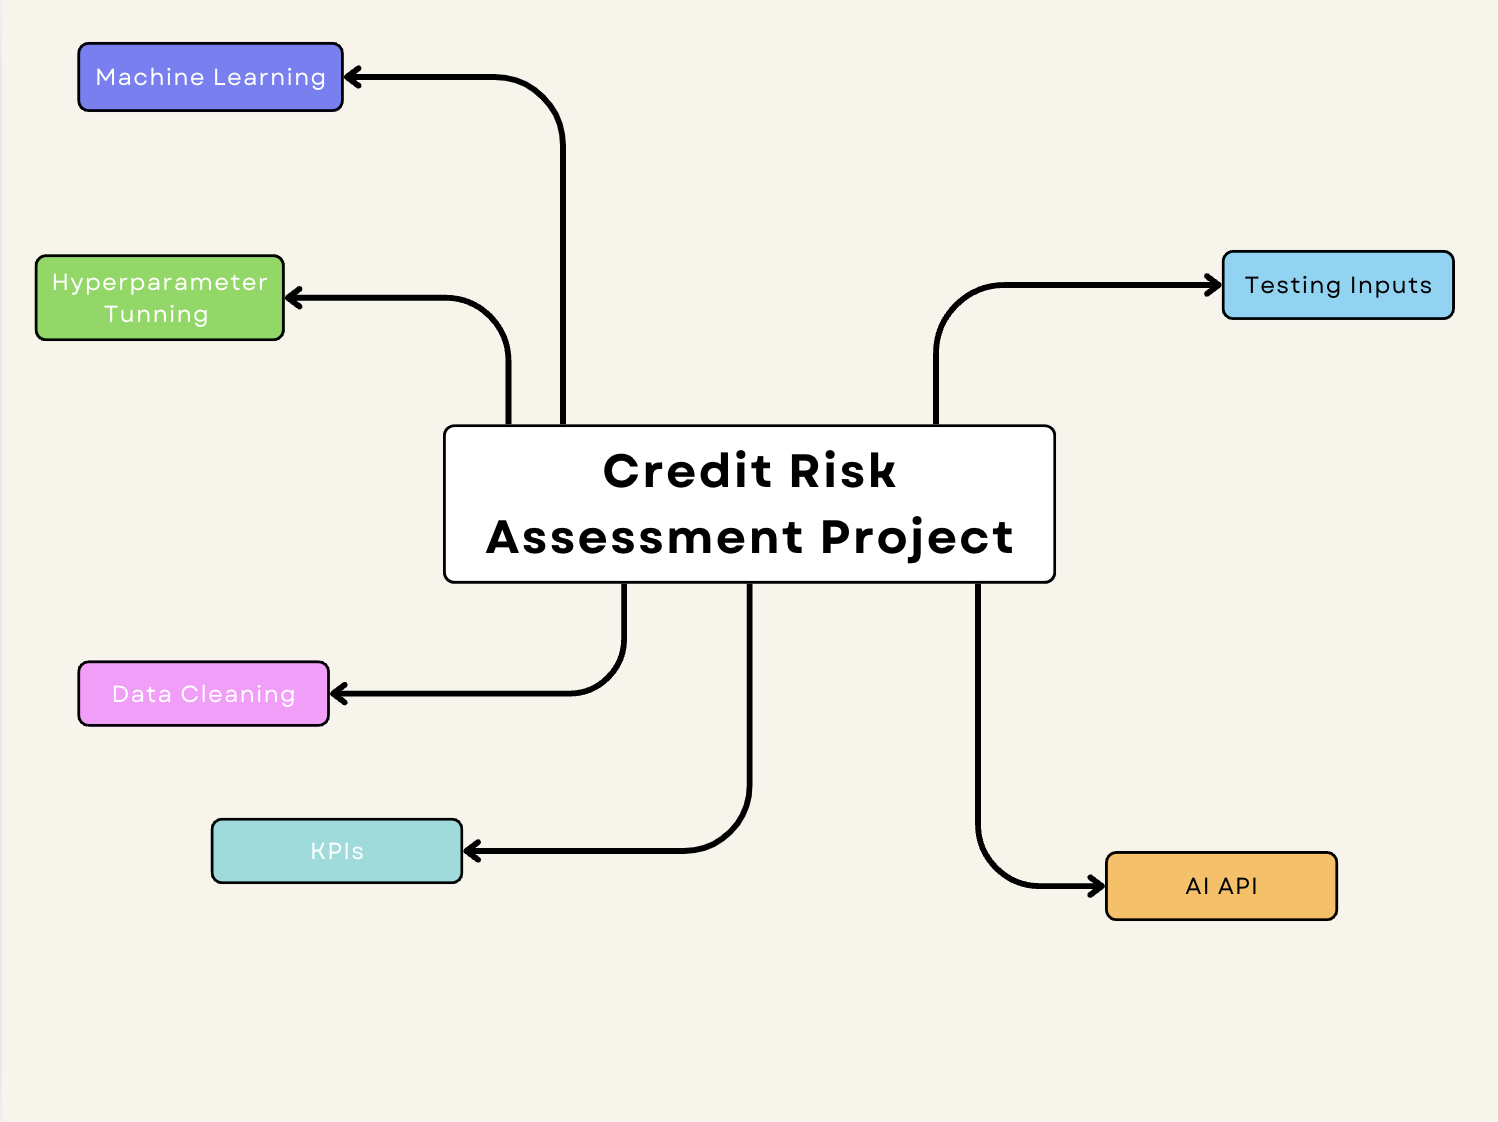 Machine Learning
Hyperparameter
Tunning
Testing Inputs
Credit Risk
Assessment Project
Data Cleaning
KPIs
AI API